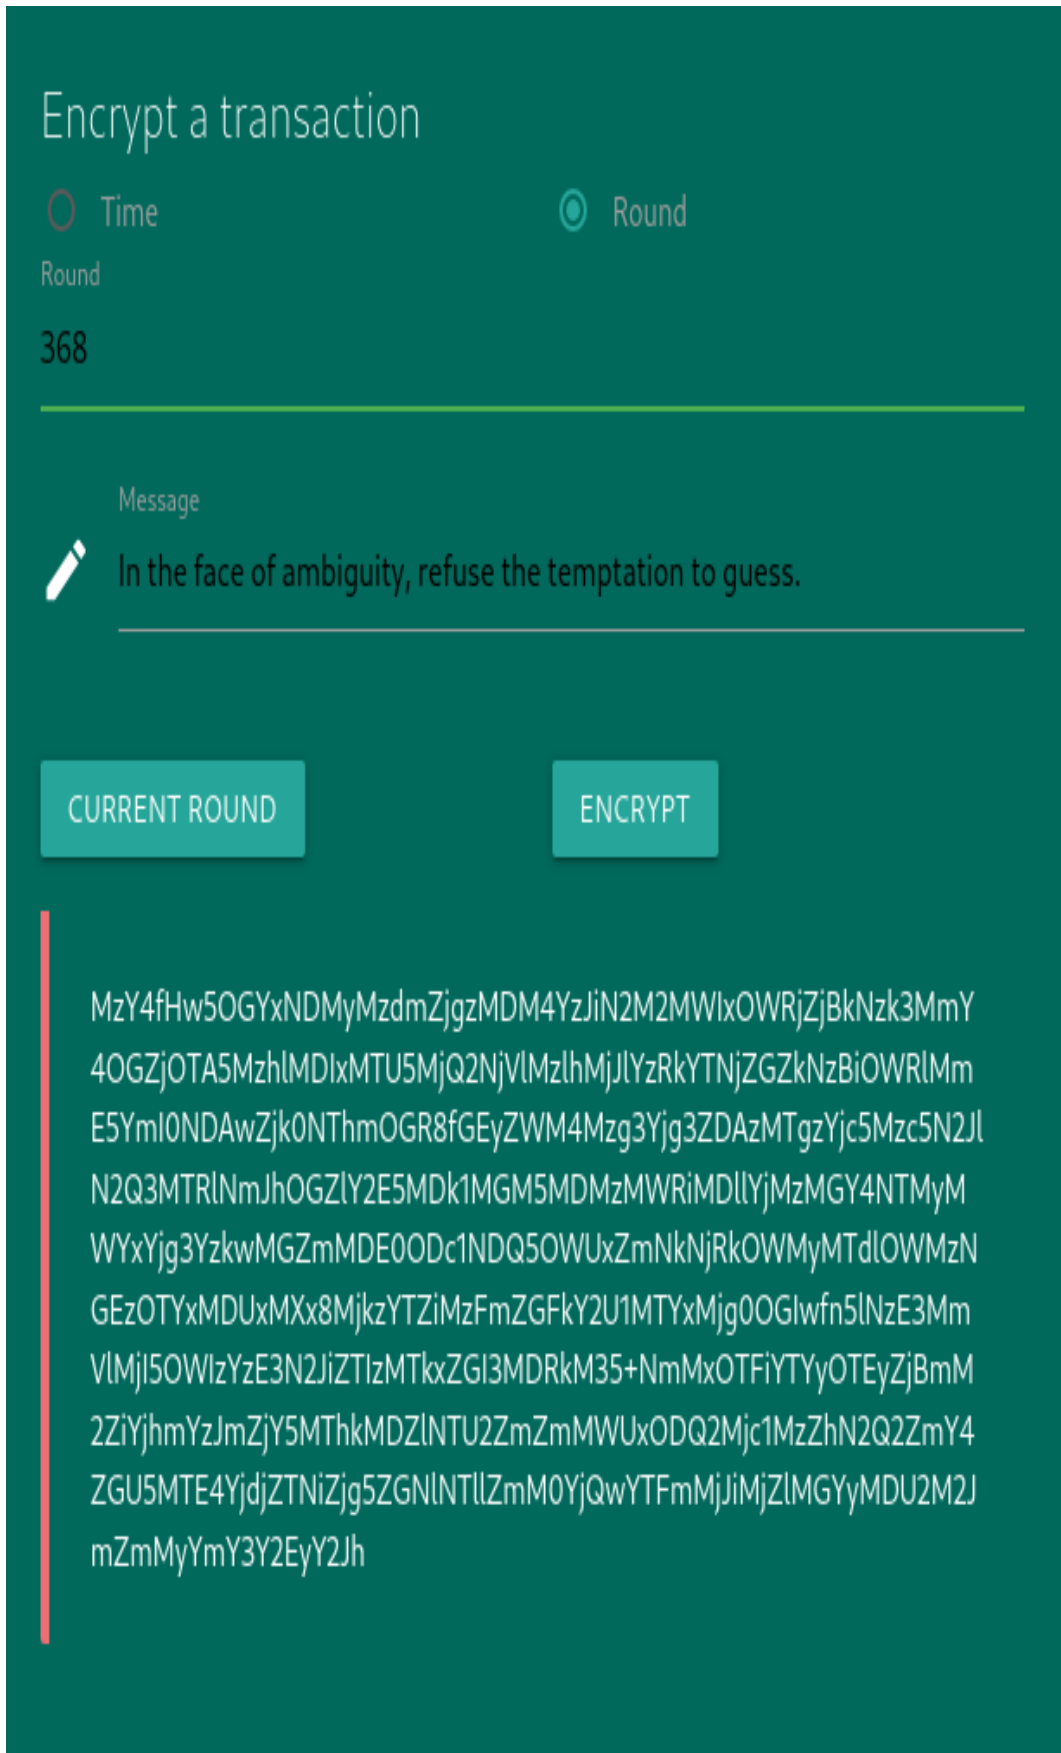 Encrypt a transaction
Time
Round
Round
368
Message
In the face of ambiguity, refuse the temptation to guess.
CURRENT ROUND
ENCRYPT
MzY4fHw5OGYxNDMyMzdmZjgzMDM4YzJiN2M2MWIxOWRjZjBkNzk3MmY
4OGZjOTA5MzhlMDIxMTU5MjQ2NjVlMzlhMjJlYzRkYTNjZGZkNzBiOWRlMm
E5YmI0NDAwZjk0NThmOGR8fGEyZWM4Mzg3Yjg3ZDAzMTgzYjc5Mzc5N2Jl
N2Q3MTRlNmJhOGZlY2E5MDk1MGM5MDMzMWRiMDllYjMzMGY4NTMyM
WYxYjg3YzkwMGZmMDE0ODc1NDQ5OWUxZmNkNjRkOWMyMTdlOWMzN
GEzOTYxMDUxMXx8MjkzYTZiMzFmZGFkY2U1MTYxMjg0OGIwfn5lNzE3Mm
VlMjI5OWIzYzE3N2JiZTIzMTkxZGI3MDRkM35+NmMxOTFiYTYyOTEyZjBmM
2ZiYjhmYzJmZjY5MThkMDZlNTU2ZmZmMWUxODQ2Mjc1MzZhN2Q2ZmY4
ZGU5MTE4YjdjZTNiZjg5ZGNlNTllZmM0YjQwYTFmMjJiMjZlMGYyMDU2M2J
mZmMyYmY3Y2EyY2Jh